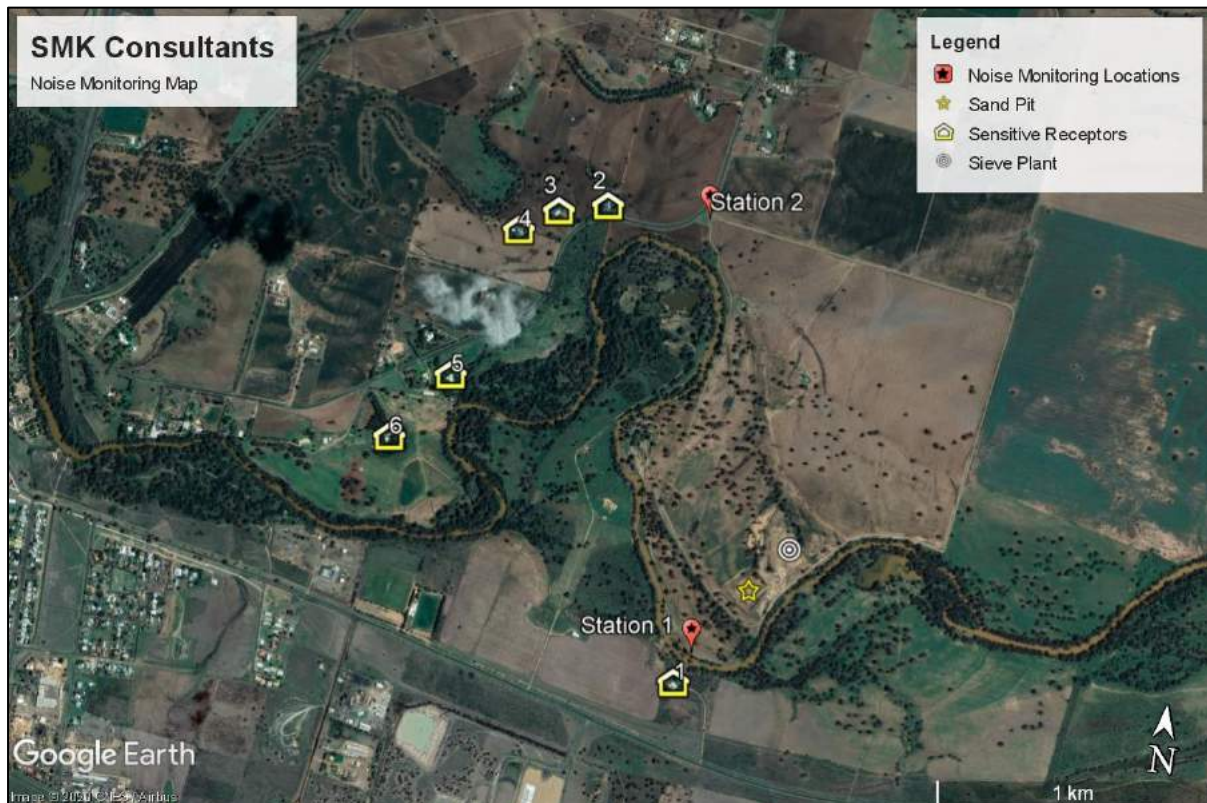 SMK Consultants
Noise Monitoring Map
Legend
Noise Monitoring Locations
Sand Pit
Sensitive Receptors
Sieve Plant
3
2
4
Station 2
5
6
Station 1
1
Google Earth
N
1 km